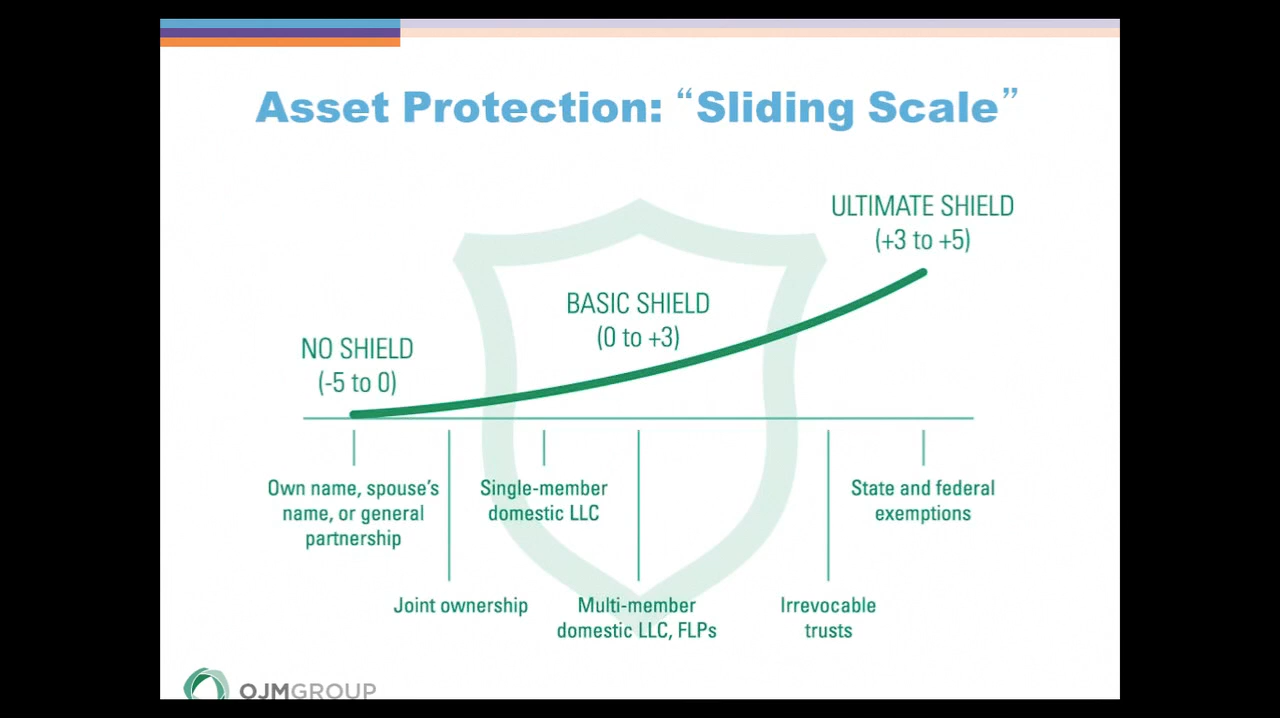 Asset Protection: “Sliding Scale”
ULTIMATE SHIELD
(+3 to +5)
BASIC SHIELD
(0 to +3)
NO SHIELD
(-5 to 0)
Own name, spouse’s
name, or general
partnership
Single-member
domestic LLC
State and federal
exemptions
Joint ownership
Multi-member
domestic LLC, FLPs
Irrevocable
trusts
OJMGROUP